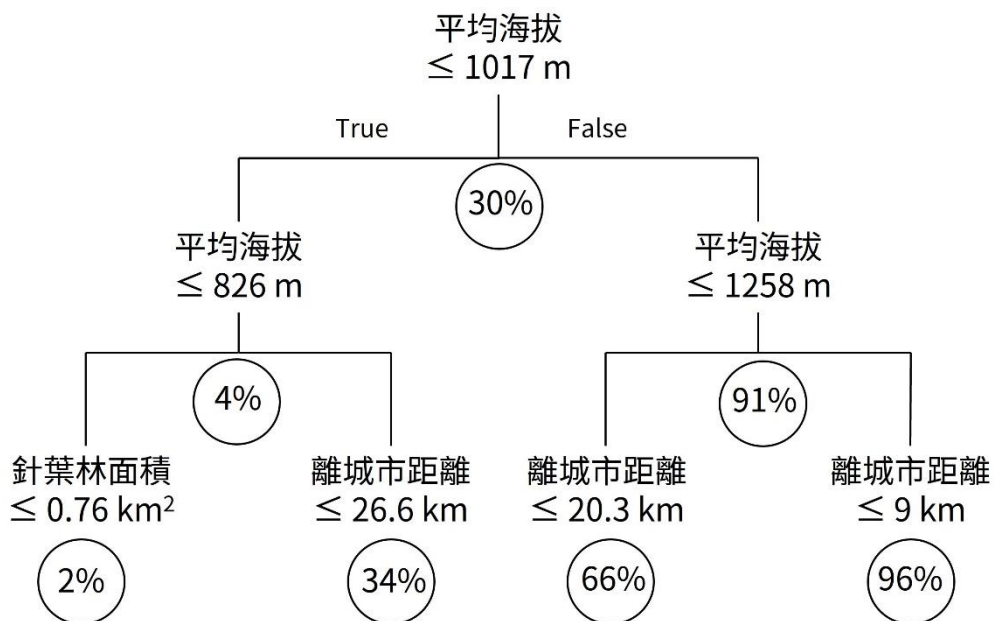 平均海拔
≤ 1017 m
True
False
30%
平均海拔
≤ 826 m
平均海拔
≤ 1258 m
4%
91%
針葉林面積
≤ 0.76 km²
離城市距離
≤ 26.6 km
離城市距離
≤ 20.3 km
離城市距離
≤ 9 km
2%
34%
66%
96%